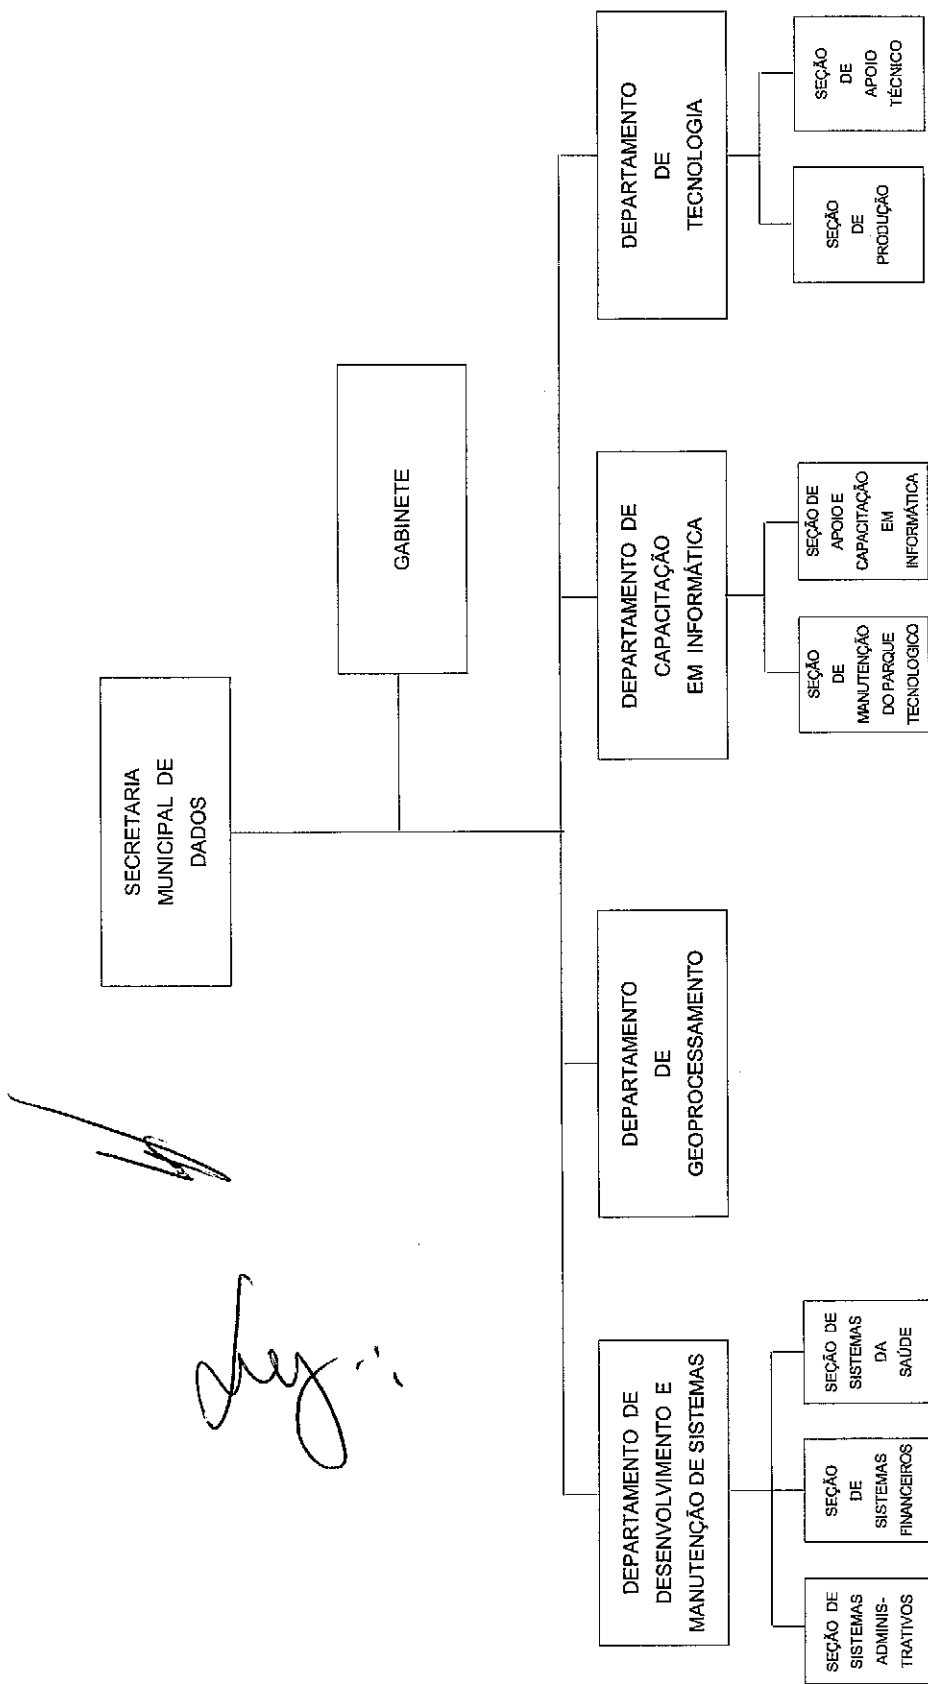 SECRETARIA
MUNICIPAL DE
DADOS
GABINETE
DEPARTAMENTO DE
DESENVOLVIMENTO E
MANUTENÇÃO DE SISTEMAS
DEPARTAMENTO
DE
GEOPROCESSAMENTO
DEPARTAMENTO DE
CAPACITAÇÃO
EM INFORMÁTICA
DEPARTAMENTO
DE
TECNOLOGIA
SEÇÃO DE
SISTEMAS
ADMINIS-
TRATIVOS
SEÇÃO
DE
SISTEMAS
FINANCEIROS
SEÇÃO DE
SISTEMAS
DA
SAÚDE
SEÇÃO
DE
MANUTENÇÃO
DO PARQUE
TECNOLOGICO
SEÇÃO DE
APOIO E
CAPACITAÇÃO
EM
INFORMÁTICA
SEÇÃO
DE
PRODUÇÃO
SEÇÃO
DE
APOIO
TÉCNICO